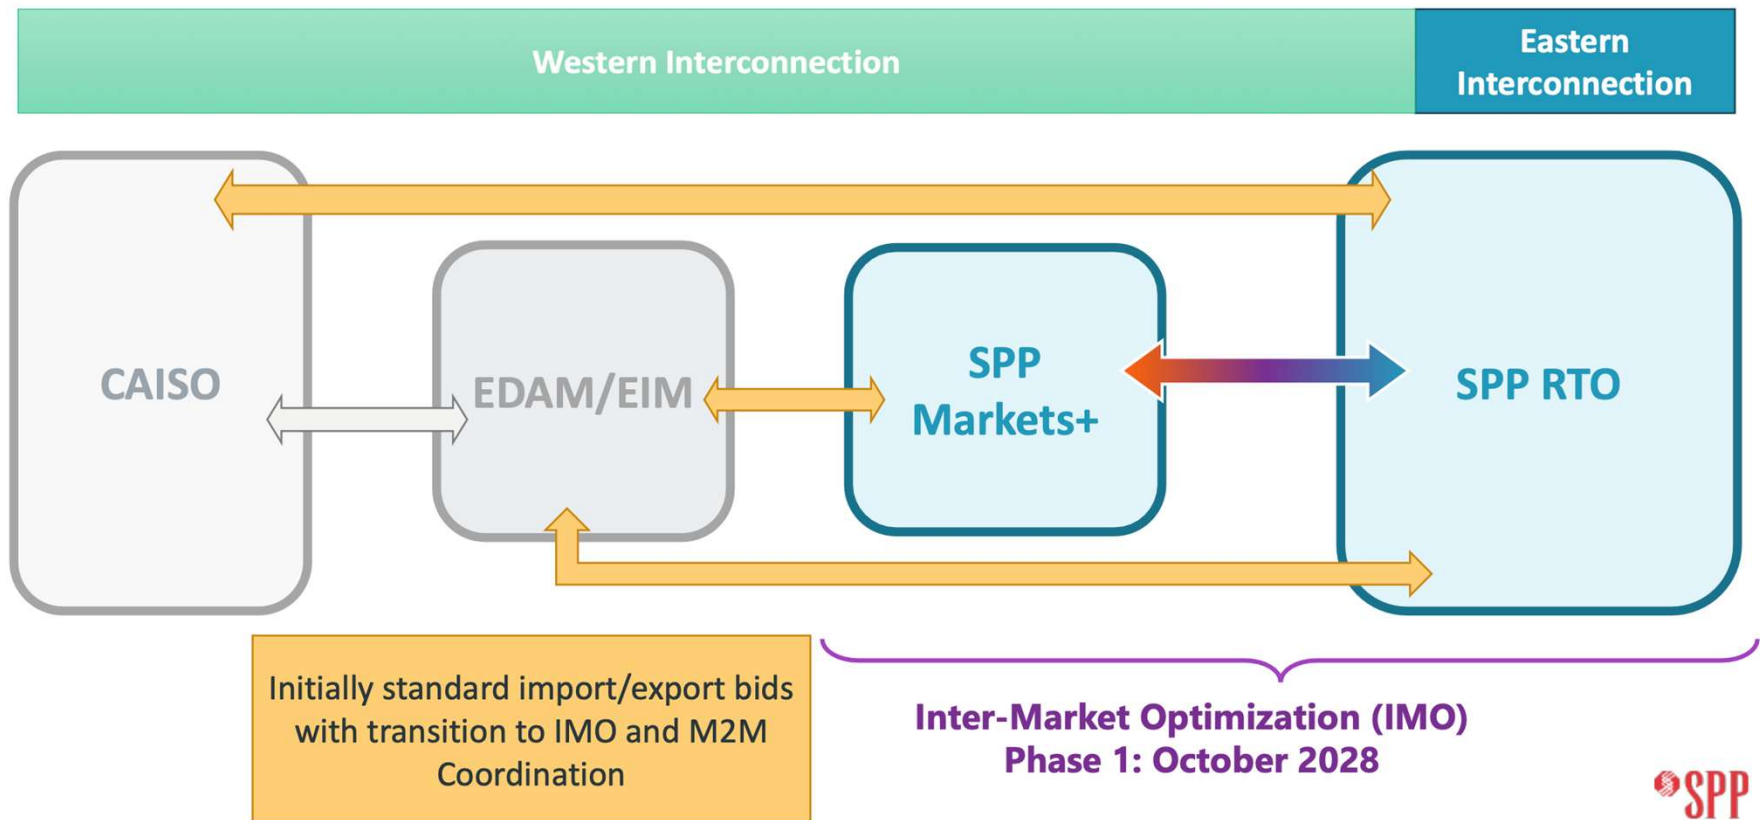 Western Interconnection
Eastern
Interconnection
CAISO
EDAM/EIM
SPP
Markets+
SPP RTO
Initially standard import/export bids
with transition to IMO and M2M
Coordination
Inter-Market Optimization (IMO)
Phase 1: October 2028
SPP